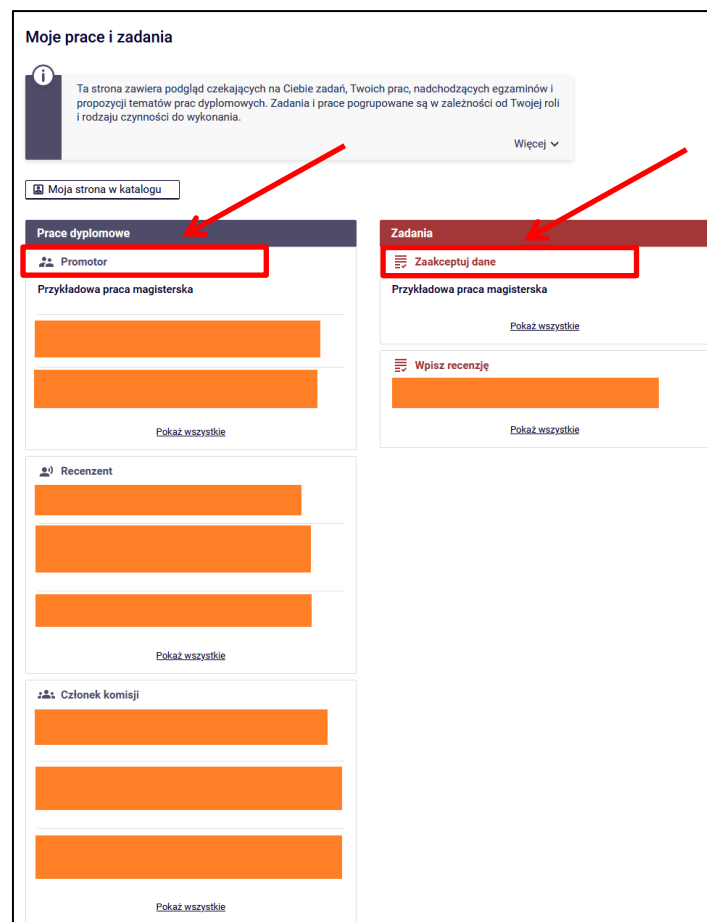 Moje prace i zadania
Ta strona zawiera podgląd czekających na Ciebie zadań, Twoich prac, nadchodzących egzaminów i
propozycji tematów prac dyplomowych. Zadania i prace pogrupowane są w zależności od Twojej roli
i rodzaju czynności do wykonania.
Więcej
Moja strona w katalogu
Prace dyplomowe
Promotor
Przykładowa praca magisterska
Pokaż wszystkie
Recenzent
Pokaż wszystkie
Członek komisji
Pokaż wszystkie
Zadania
Zaakceptuj dane
Przykładowa praca magisterska
Pokaż wszystkie
Wpisz recenzję
Pokaż wszystkie